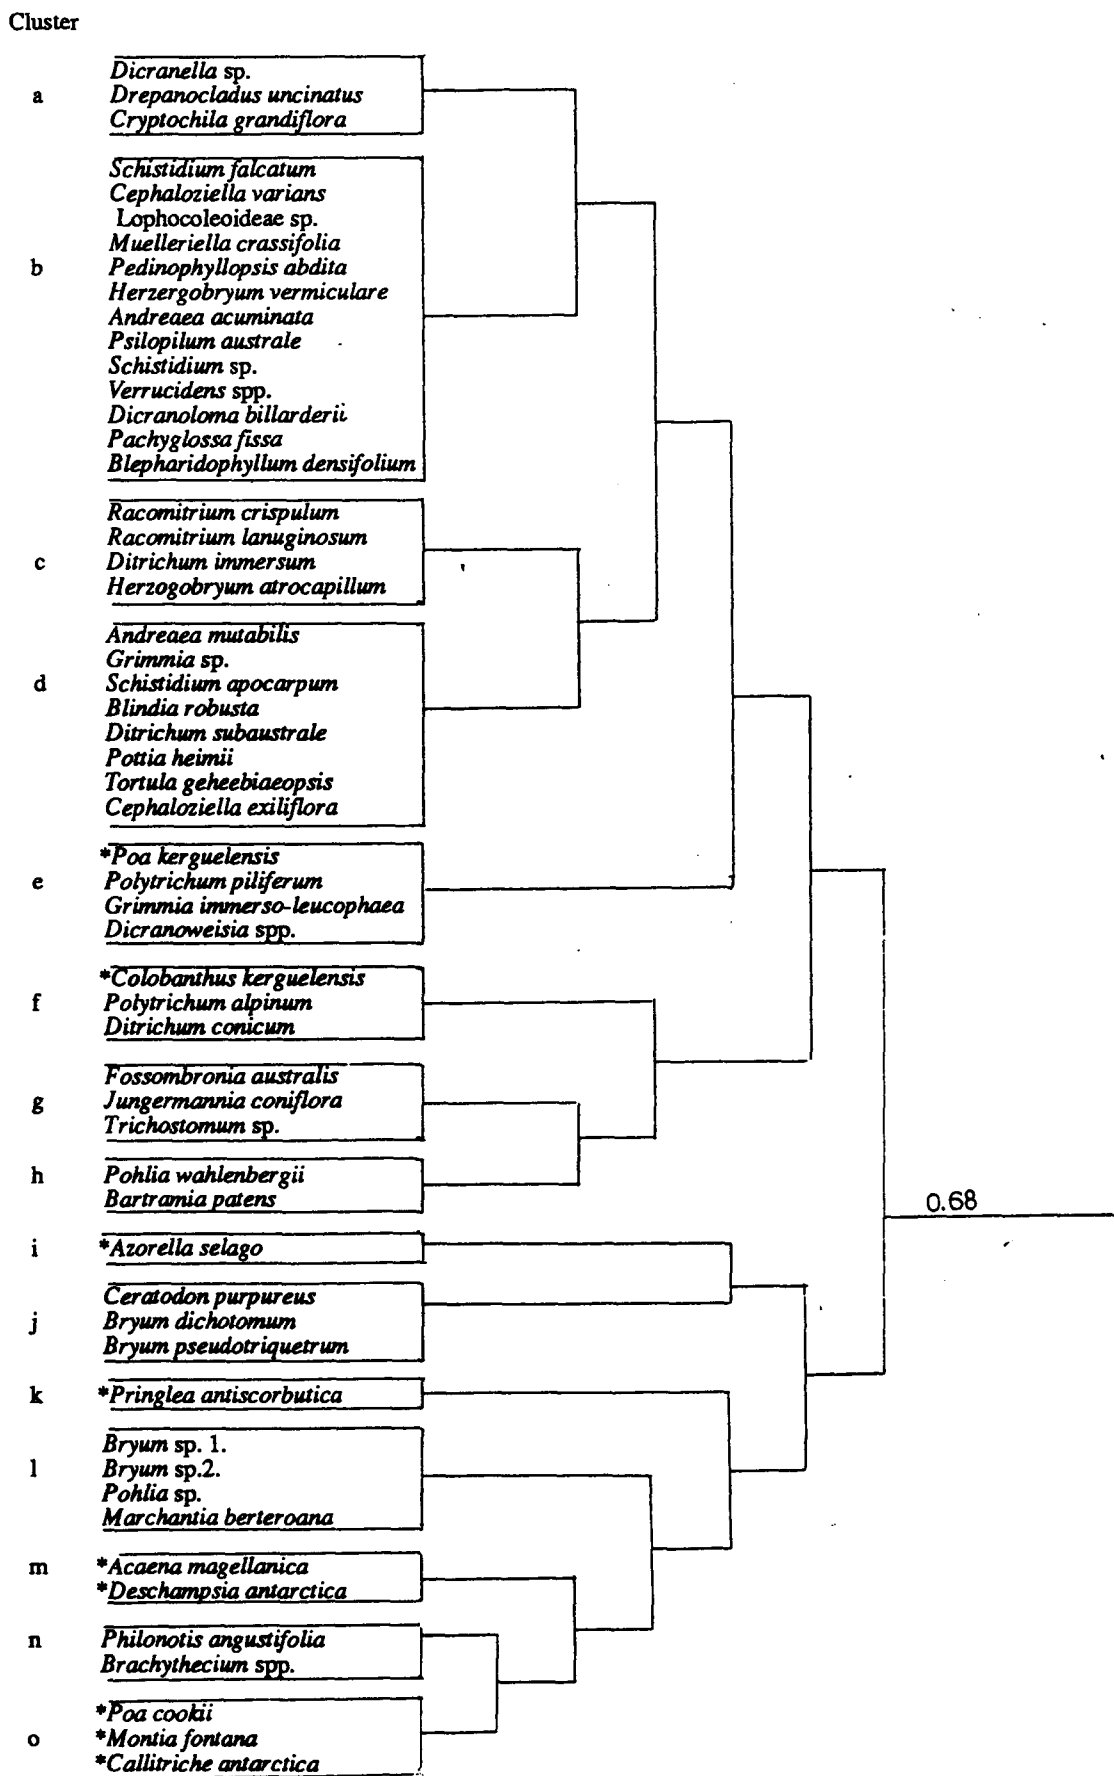 Cluster
a
Dicranella sp.
Drepanocladus uncinatus
Cryptochila grandiflora
b
Schistidium falcatum
Cephaloziella varians
Lophocoleoideae sp.
Muelleriella crassifolia
Pedinophyllopsis abdita
Herzergobryum vermiculare
Andreaea acuminata
Psilopilum australe
Schistidium sp.
Verrucidens spp.
Dicranoloma billarderii
Pachyglossa fissa
Blepharidophyllum densifolium
c
Racomitrium crispulum
Racomitrium lanuginosum
Ditrichum immersum
Herzogobryum atrocapillum
d
Andreaea mutabilis
Grimmia sp.
Schistidium apocarpum
Blindia robusta
Ditrichum subaustrale
Pottia heimii
Tortula geheebiaeopsis
Cephaloziella exiliflora
e
*Poa kerguelensis
Polytrichum piliferum
Grimmia immerso-leucophaea
Dicranoweisia spp.
f
*Colobanthus kerguelensis
Polytrichum alpinum
Ditrichum conicum
g
Fossombronia australis
Jungermannia coniflora
Trichostomum sp.
h
Pohlia wahlenbergii
Bartramia patens
0.68
i
*Azorella selago
j
Ceratodon purpureus
Bryum dichotomum
Bryum pseudotriquetrum
k
*Pringlea antiscorbutica
l
Bryum sp. 1.
Bryum sp.2.
Pohlia sp.
Marchantia berteroana
m
*Acaena magellanica
*Deschampsia antarctica
n
Philonotis angustifolia
Brachythecium spp.
o
*Poa cookii
*Montia fontana
*Callitriche antarctica